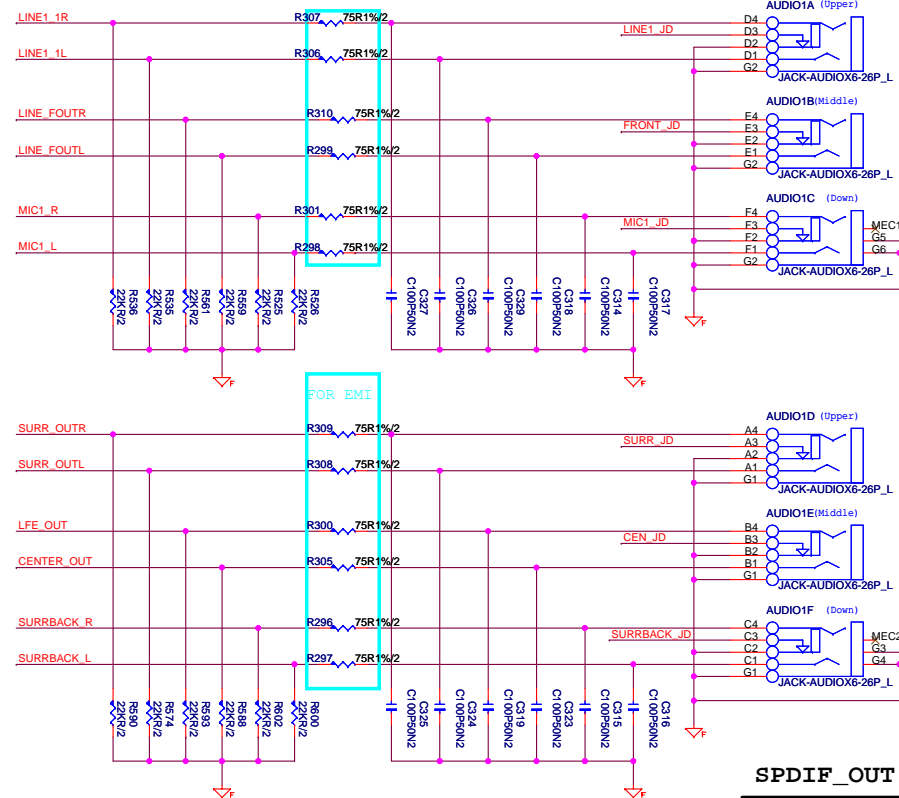 AUDIO1A (Upper)
LINE1_1R R307 75R1%/2 D4
LINE1_JD D3
D2
LINE1_1L R306 75R1%/2 D1
G2
JACK-AUDIOX6-26P_L
AUDIO1B(Middle)
LINE_FOUTR R310 75R1%/2 E4
FRONT_JD E3
E2
LINE_FOUTL R299 75R1%/2 E1
G2
JACK-AUDIOX6-26P_L
AUDIO1C (Down)
MIC1_R R301 75R1%/2 F4
MIC1_JD F3 MEC1
F2 G5
MIC1_L R298 75R1%/2 F1 G6
G2
JACK-AUDIOX6-26P_L
R536 22KR/2
R535 22KR/2
R561 22KR/2
R559 22KR/2
R525 22KR/2
R526 22KR/2
C327 C100P50N2
C326 C100P50N2
C329 C100P50N2
C318 C100P50N2
C314 C100P50N2
C317 C100P50N2
F
F
F
FOR EMI
AUDIO1D (Upper)
SURR_OUTR R309 75R1%/2 A4
SURR_JD A3
A2
SURR_OUTL R308 75R1%/2 A1
G1
JACK-AUDIOX6-26P_L
AUDIO1E(Middle)
LFE_OUT R300 75R1%/2 B4
CEN_JD B3
B2
CENTER_OUT R305 75R1%/2 B1
G1
JACK-AUDIOX6-26P_L
AUDIO1F (Down)
SURRBACK_R R296 75R1%/2 C4
SURRBACK_JD C3 MEC2
C2 G3
SURRBACK_L R297 75R1%/2 C1 G4
G1
JACK-AUDIOX6-26P_L
R590 22KR/2
R574 22KR/2
R593 22KR/2
R588 22KR/2
R602 22KR/2
R600 22KR/2
C325 C100P50N2
C324 C100P50N2
C319 C100P50N2
C323 C100P50N2
C315 C100P50N2
C316 C100P50N2
F
F
F
SPDIF_OUT